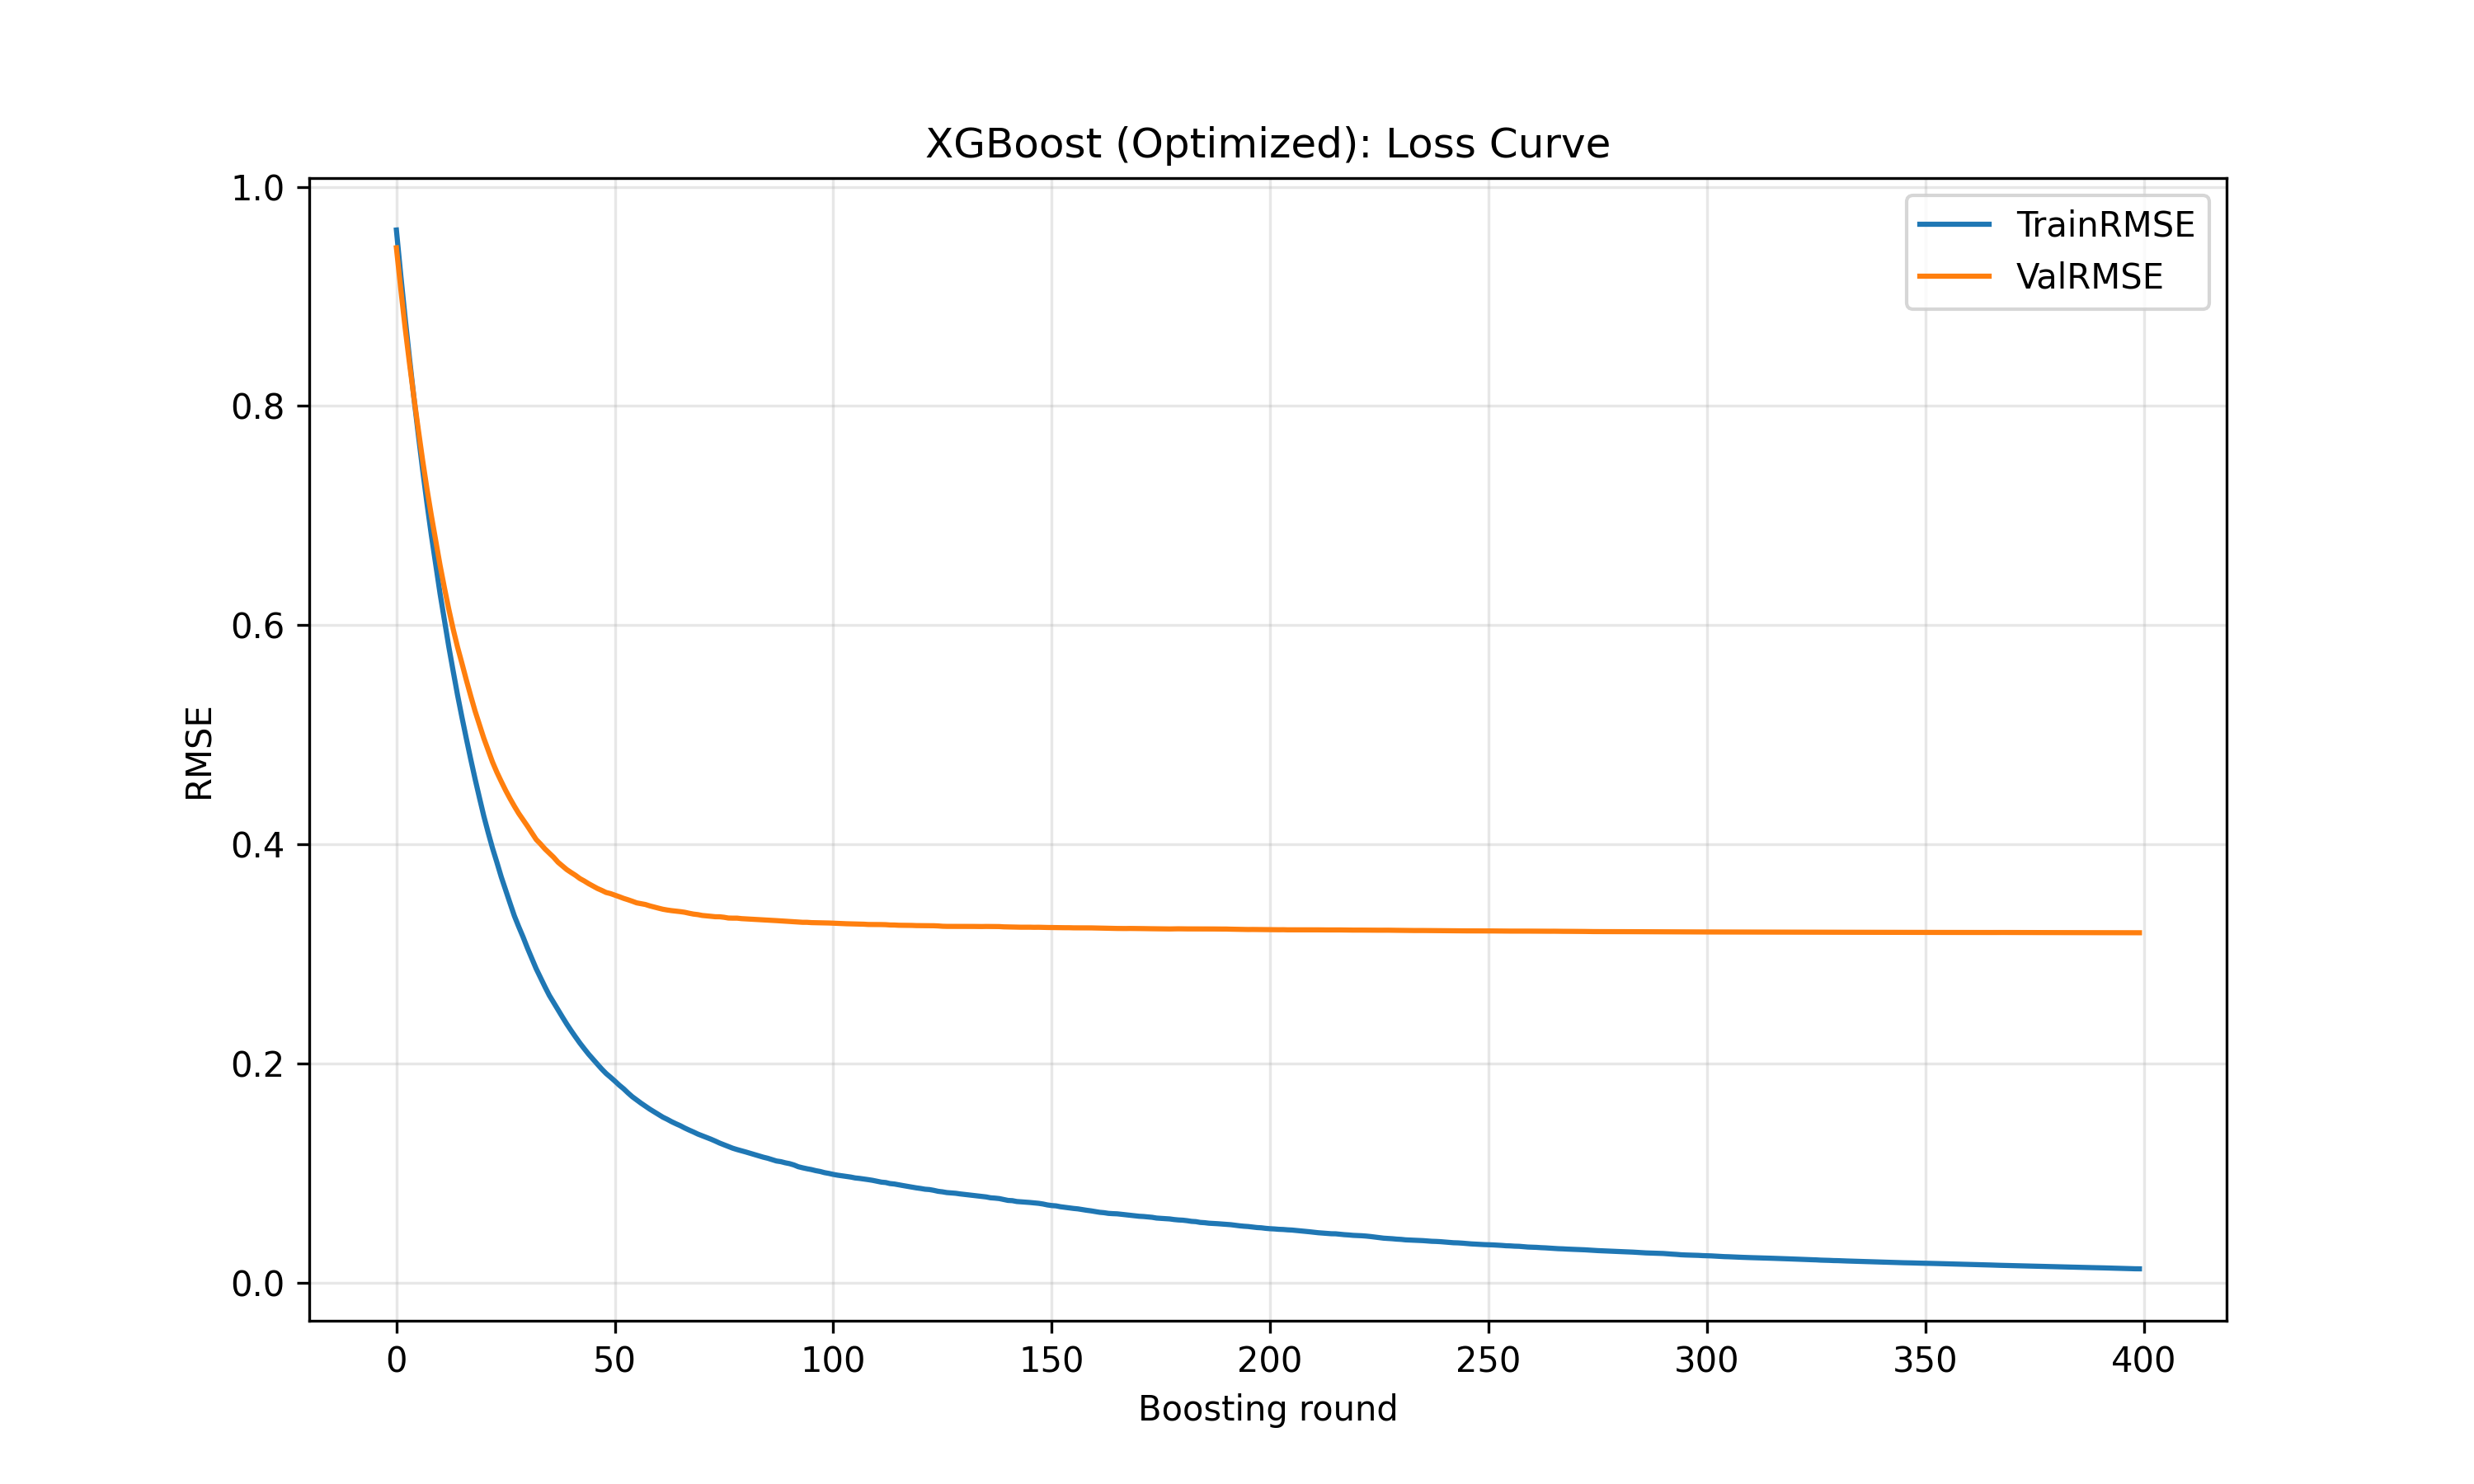 XGBoost (Optimized): Loss Curve
TrainRMSE
ValRMSE
RMSE
1.0
0.8
0.6
0.4
0.2
0.0
0 50 100 150 200 250 300 350 400
Boosting round